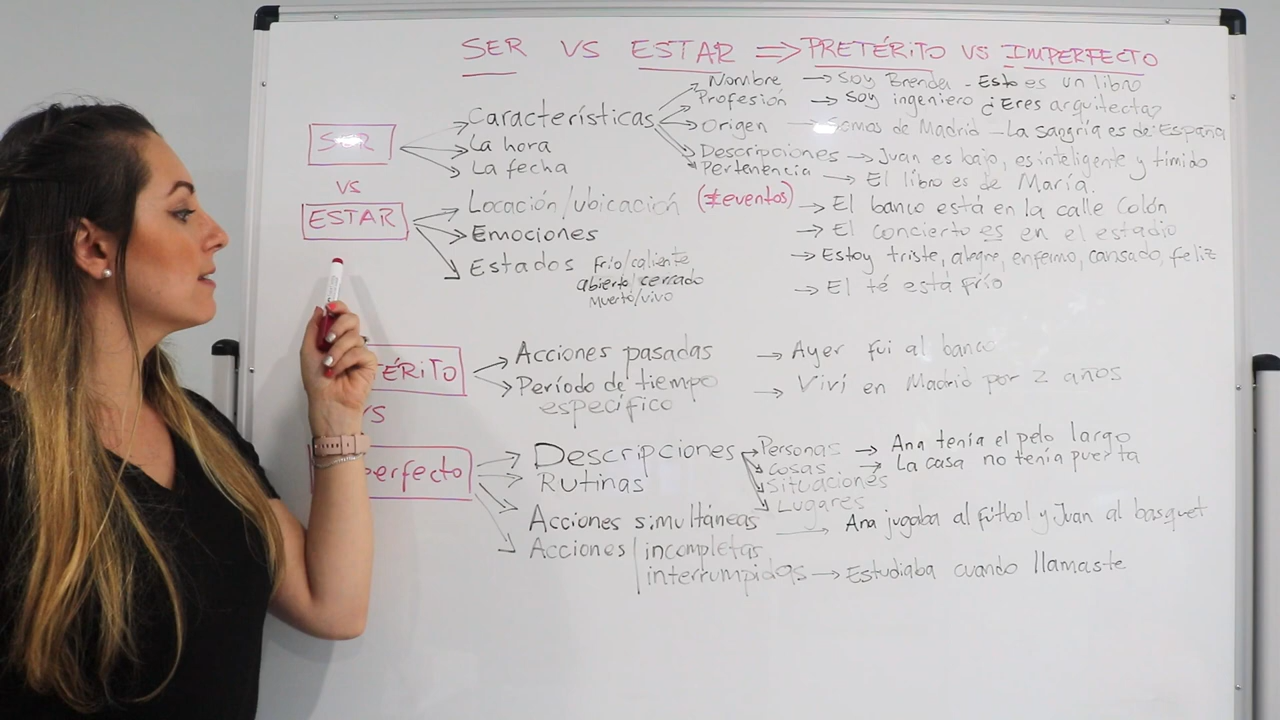 SER VS ESTAR ⇒ PRETÉRITO VS IMPERFECTO
SER
VS
ESTAR
Características
La hora
La fecha
Nombre → Soy Brenda - Esto es un libro
Profesión → Soy ingeniero ¿Eres arquitecta?
Origen → Somos de Madrid - La sangría es de España
Descripciones → Juan es bajo, es inteligente y tímido
Pertenencia → El libro es de María.
Locación/ubicación (≠eventos) → El banco está en la calle Colón
→ El concierto es en el estadio
Emociones → Estoy triste, alegre, enfermo, cansado, feliz
Estados frío/caliente → El té está frío
abierto/cerrado
Muerto/vivo
ÉRITO
VS
erfecto
Acciones pasadas → Ayer fui al banco
Período de tiempo → Viví en Madrid por 2 años
específico
Descripciones → Personas → Ana tenía el pelo largo
cosas → La casa no tenía puerta
Situaciones
Lugares
Rutinas
Acciones simultáneas → Ana jugaba al fútbol y Juan al basquet
Acciones incompletas
interrumpidas → Estudiaba cuando llamaste